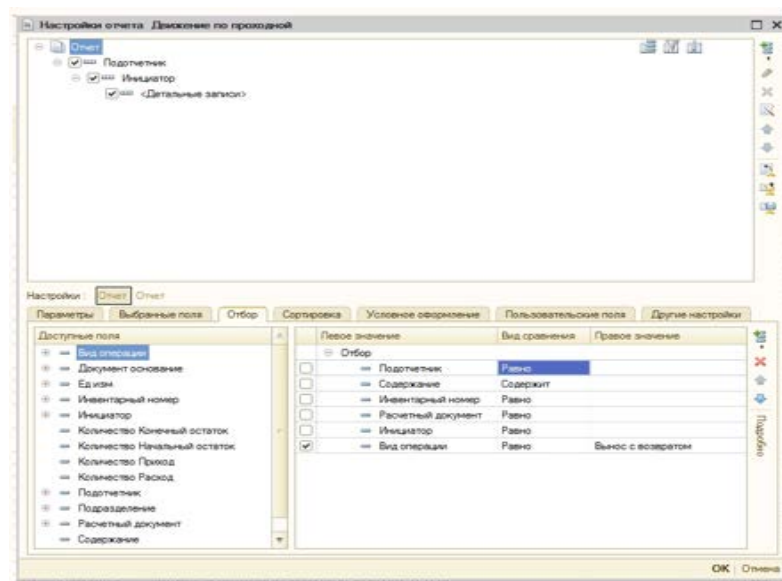 Настройки отчета Движение по проходной
Отчет
Подотчетник
Инициатор
<Детальные записи>
Настройки : Отчет Отчет
Параметры Выбранные поля Отбор Сортировка Условное оформление Пользовательские поля Другие настройки
Доступные поля
Вид операции
Документ основание
Ед изм
Инвентарный номер
Инициатор
Количество Конечный остаток
Количество Начальный остаток
Количество Приход
Количество Расход
Подотчетник
Подразделение
Расчетный документ
Содержание
Левое значение Вид сравнения Правое значение
Отбор
Подотчетник Равно
Содержание Содержит
Инвентарный номер Равно
Расчетный документ Равно
Инициатор Равно
Вид операции Равно Вынос с возвратом
Подробно
OK Отмена